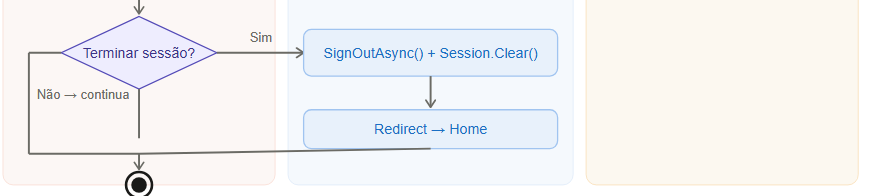 Sim
Terminar sessão?
SignOutAsync() + Session.Clear()
Não → continua
Redirect → Home